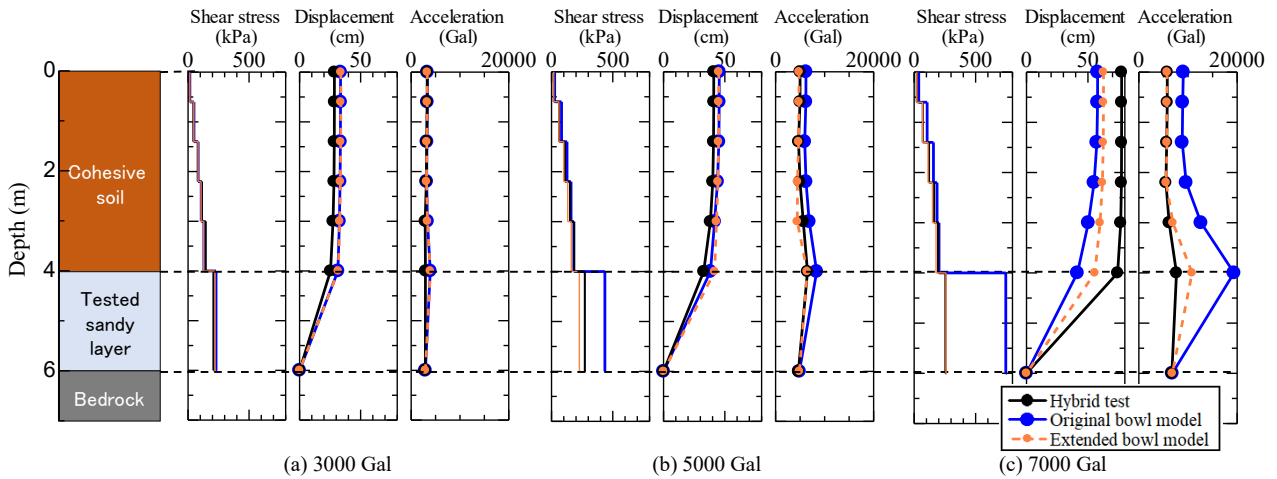 Shear stress Displacement Acceleration Shear stress Displacement Acceleration Shear stress Displacement Acceleration
(kPa) (cm) (Gal) (kPa) (cm) (Gal) (kPa) (cm) (Gal)
0 500 0 50 0 20000 0 500 0 50 0 20000 0 500 0 50 0 20000
0
2
4
6
Depth (m)
Cohesive
soil
Tested
sandy
layer
Bedrock
Hybrid test
Original bowl model
Extended bowl model
(a) 3000 Gal (b) 5000 Gal (c) 7000 Gal